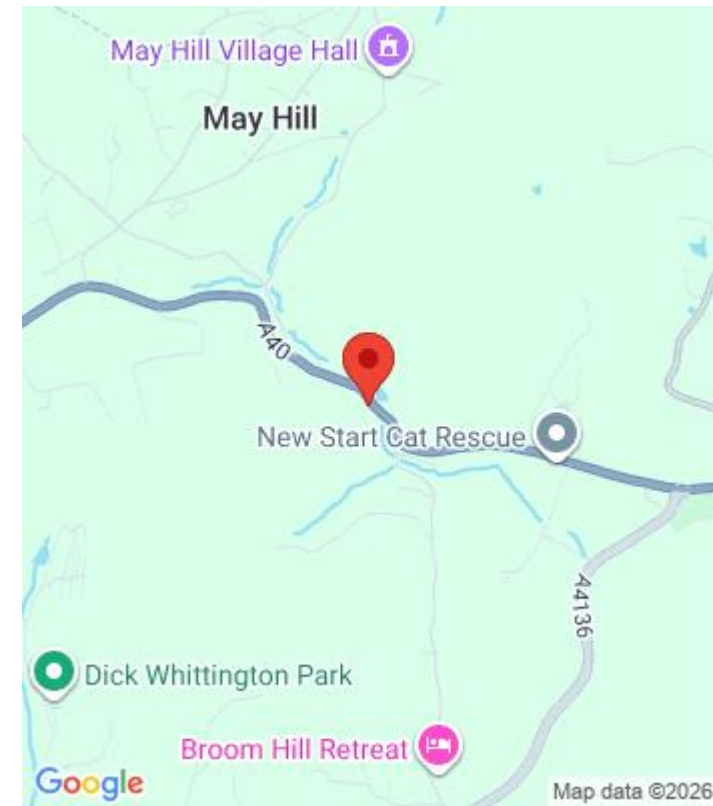 May Hill Village Hall
May Hill
A40
New Start Cat Rescue
A4136
Dick Whittington Park
Broom Hill Retreat
Google
Map data ©2026